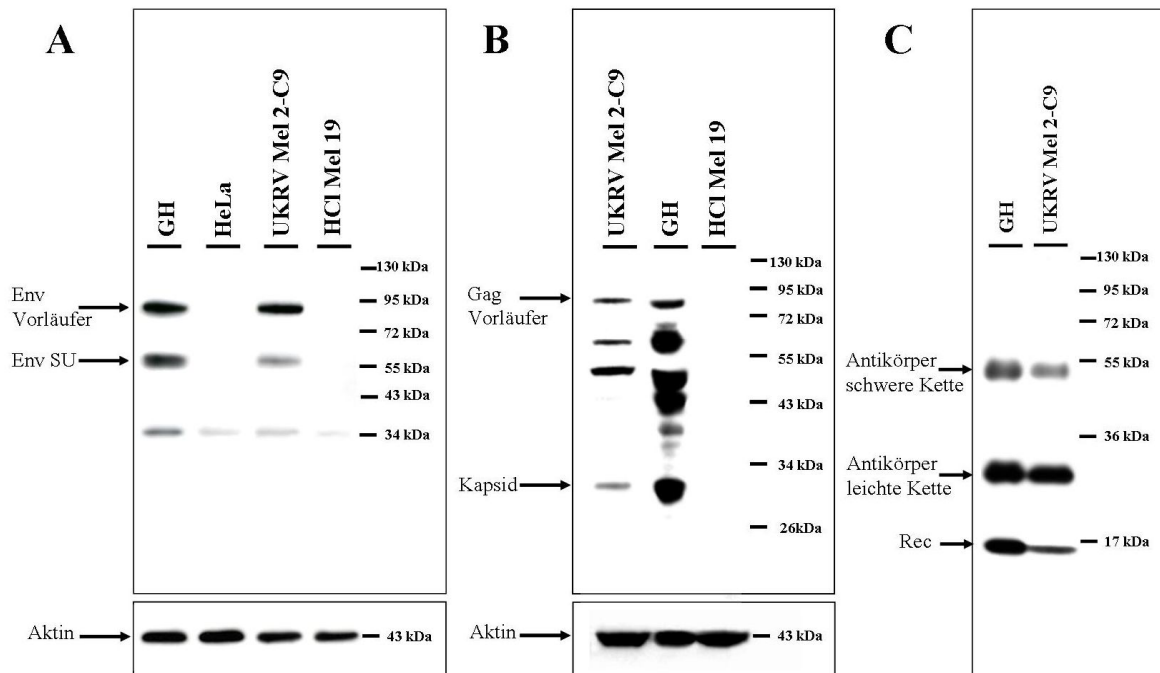 A
GH
HeLa
UKRV Mel 2-C9
HCl Mel 19
130 kDa
95 kDa
72 kDa
55 kDa
43 kDa
34 kDa
Env
Vorläufer
Env SU
Aktin
43 kDa
B
UKRV Mel 2-C9
GH
HCl Mel 19
130 kDa
95 kDa
72 kDa
55 kDa
43 kDa
34 kDa
26kDa
Gag
Vorläufer
Kapsid
Aktin
43 kDa
C
GH
UKRV Mel 2-C9
130 kDa
95 kDa
72 kDa
55 kDa
36 kDa
17 kDa
Antikörper
schwere Kette
Antikörper
leichte Kette
Rec